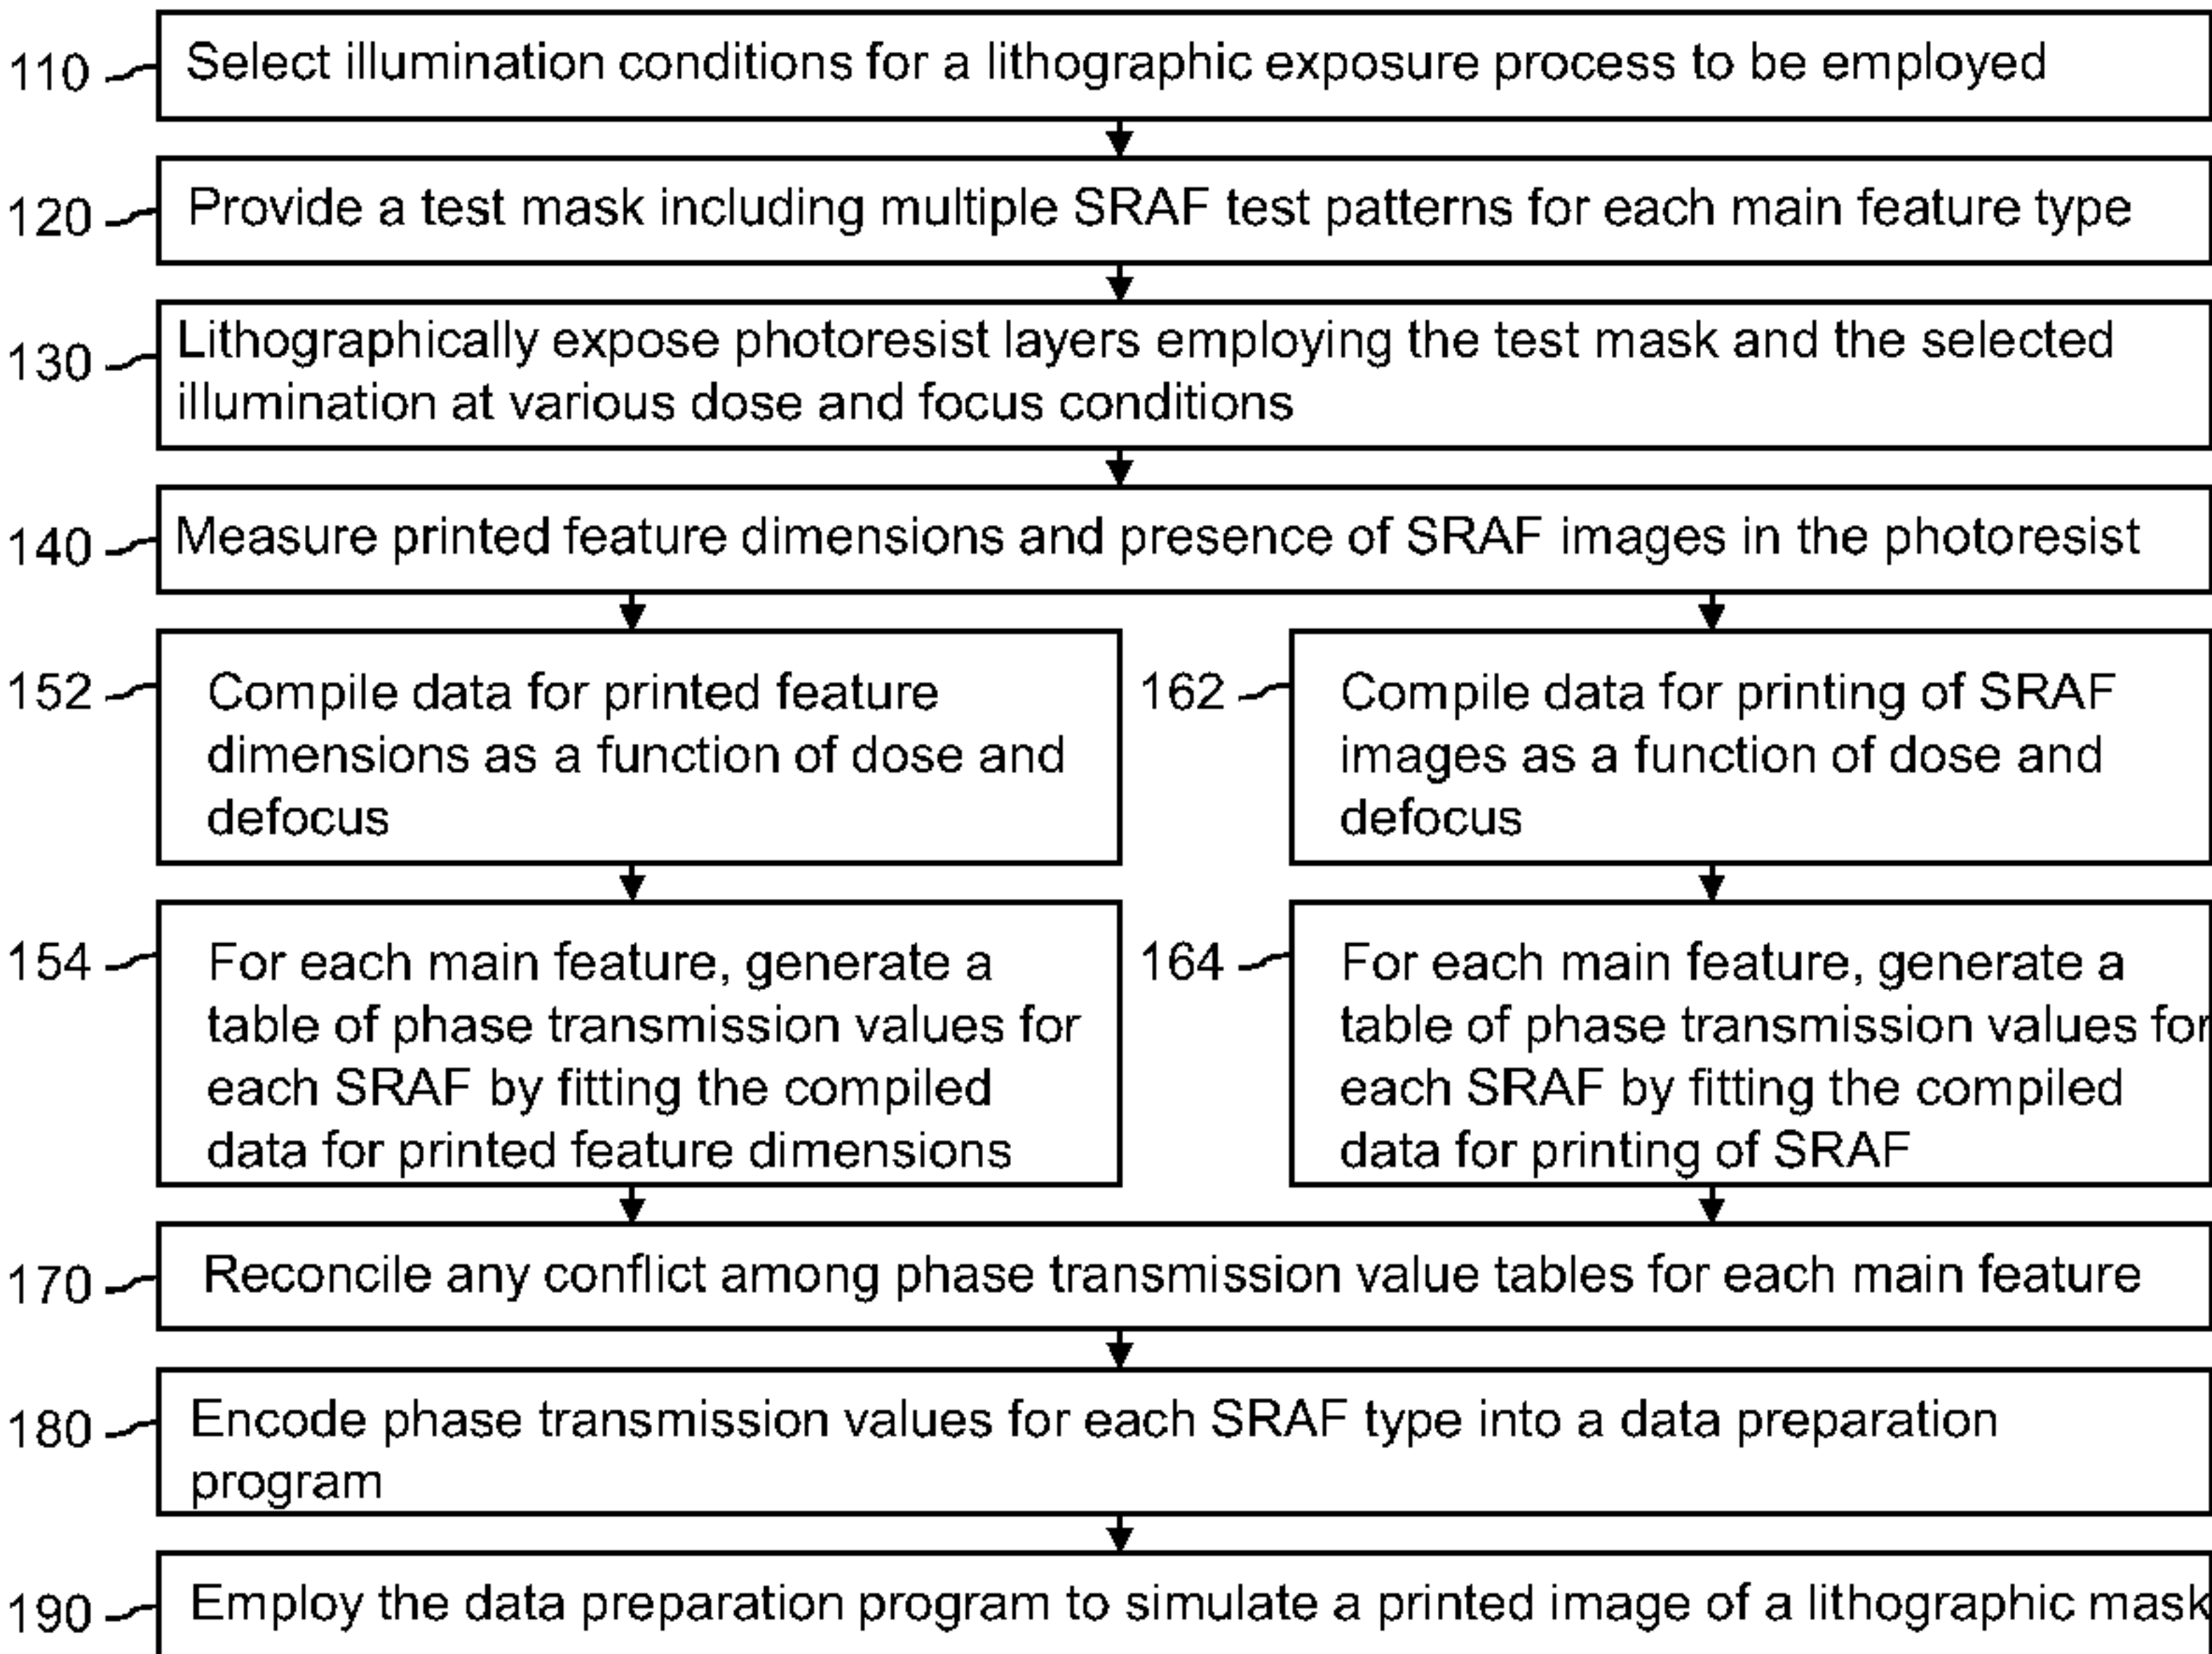 110
Select illumination conditions for a lithographic exposure process to be employed
120
Provide a test mask including multiple SRAF test patterns for each main feature type
130
Lithographically expose photoresist layers employing the test mask and the selected
illumination at various dose and focus conditions
140
Measure printed feature dimensions and presence of SRAF images in the photoresist
152
Compile data for printed feature
dimensions as a function of dose and
defocus
162
Compile data for printing of SRAF
images as a function of dose and
defocus
154
For each main feature, generate a
table of phase transmission values for
each SRAF by fitting the compiled
data for printed feature dimensions
164
For each main feature, generate a
table of phase transmission values for
each SRAF by fitting the compiled
data for printing of SRAF
170
Reconcile any conflict among phase transmission value tables for each main feature
180
Encode phase transmission values for each SRAF type into a data preparation
program
190
Employ the data preparation program to simulate a printed image of a lithographic mask